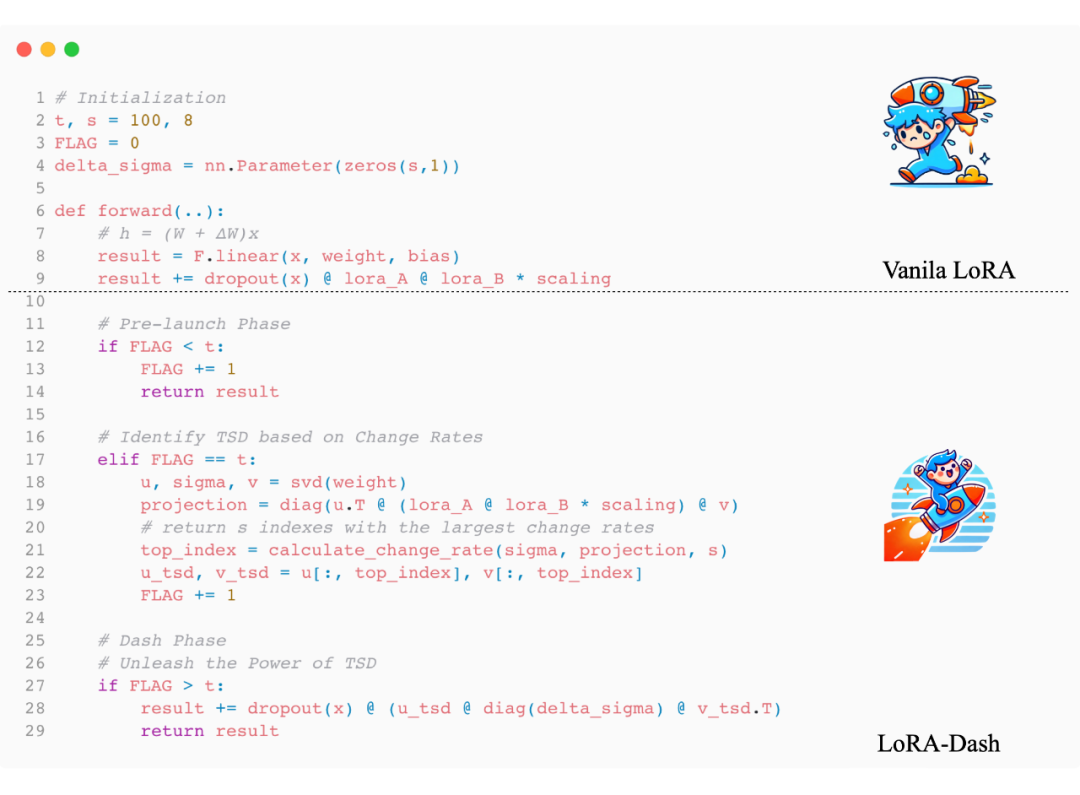 1 # Initialization
2 t, s = 100, 8
3 FLAG = 0
4 delta_sigma = nn.Parameter(zeros(s,1))
5
6 def forward(..):
7     # h = (W + ΔW)x
8     result = F.linear(x, weight, bias)
9     result += dropout(x) @ lora_A @ lora_B * scaling
Vanila LoRA
10
11     # Pre-launch Phase
12     if FLAG < t:
13         FLAG += 1
14         return result
15
16     # Identify TSD based on Change Rates
17     elif FLAG == t:
18         u, sigma, v = svd(weight)
19         projection = diag(u.T @ (lora_A @ lora_B * scaling) @ v)
20         # return s indexes with the largest change rates
21         top_index = calculate_change_rate(sigma, projection, s)
22         u_tsd, v_tsd = u[:, top_index], v[:, top_index]
23         FLAG += 1
24
25     # Dash Phase
26     # Unleash the Power of TSD
27     if FLAG > t:
28         result += dropout(x) @ (u_tsd @ diag(delta_sigma) @ v_tsd.T)
29         return result
LoRA-Dash